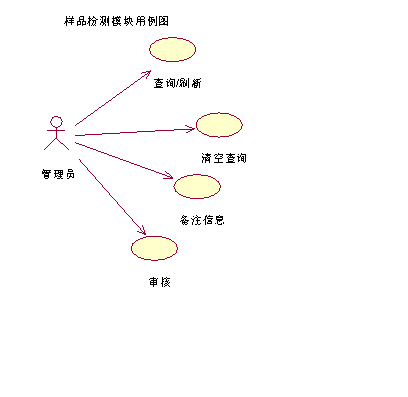 样品检测模块用例图
查询/刷新
清空查询
管理员
备注信息
审核